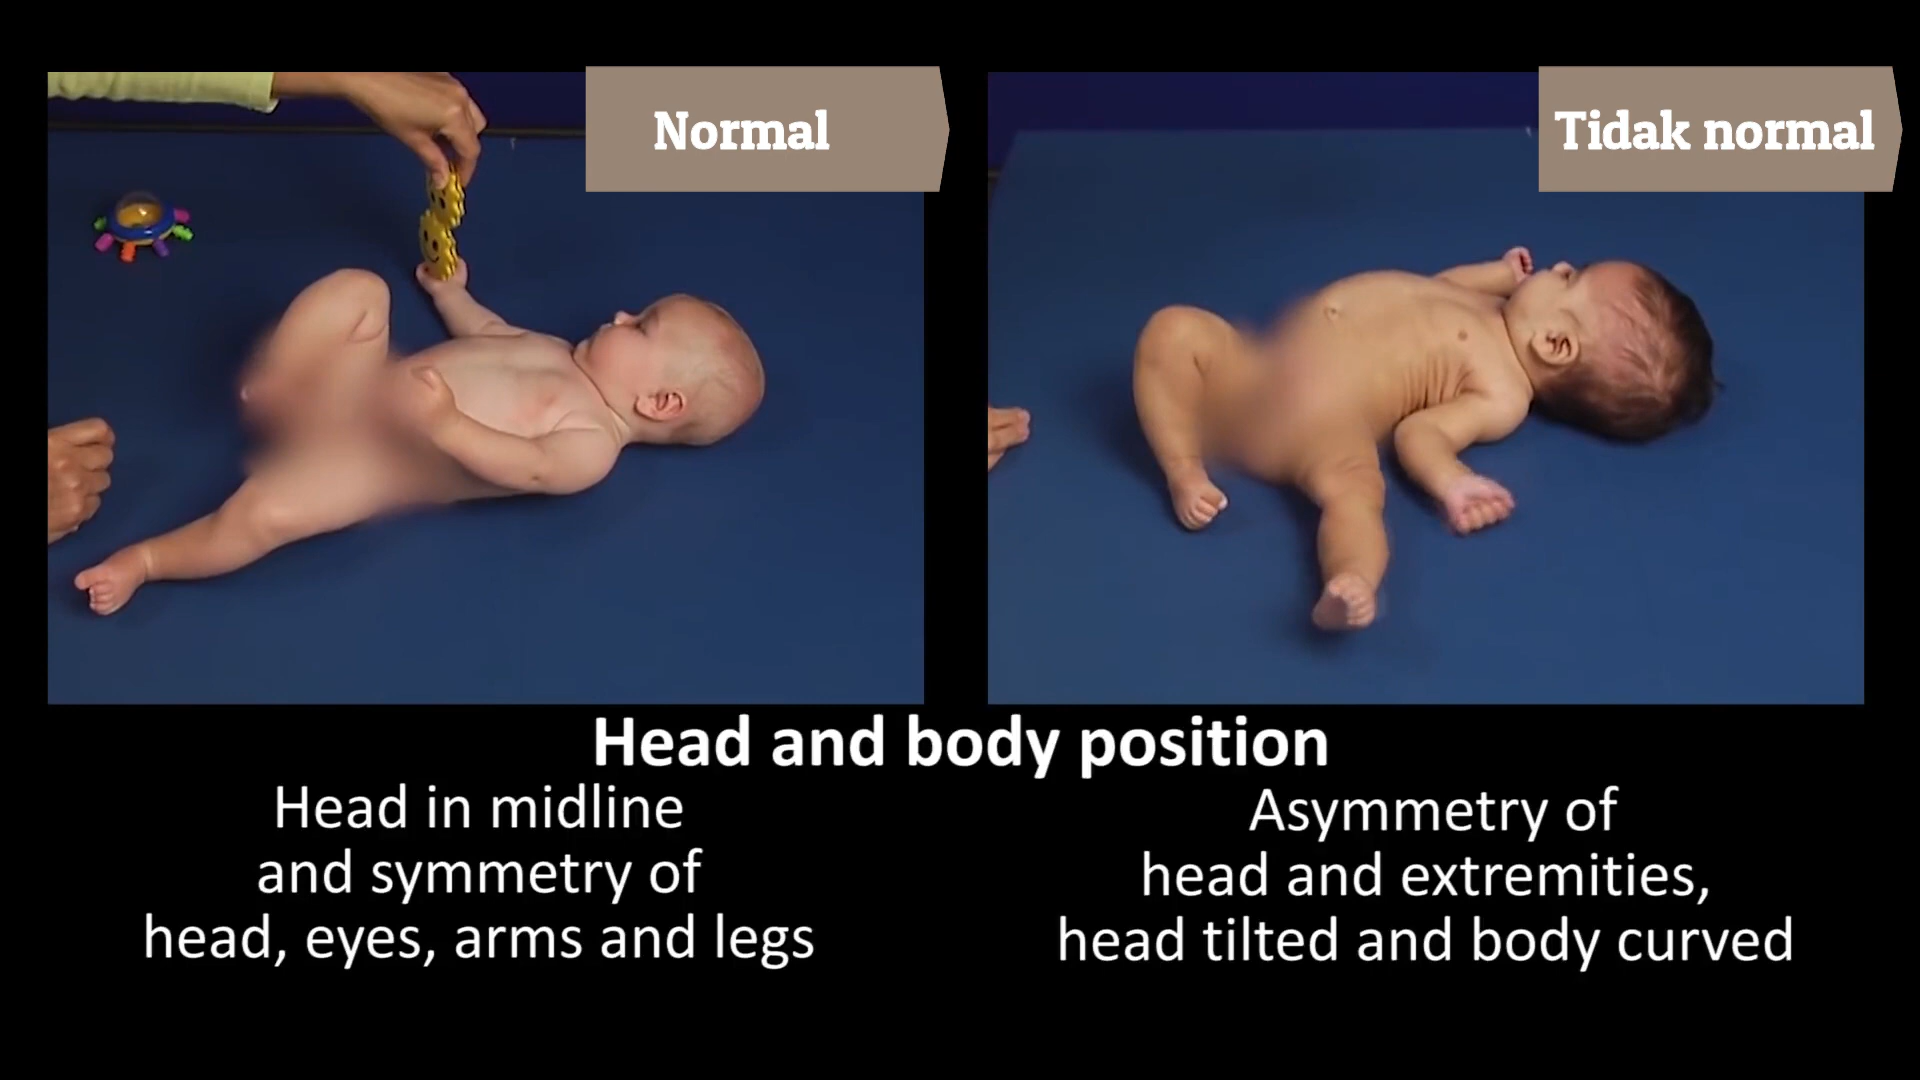 Normal
Tidak normal
Head and body position
Head in midline
and symmetry of
head, eyes, arms and legs
Asymmetry of
head and extremities,
head tilted and body curved